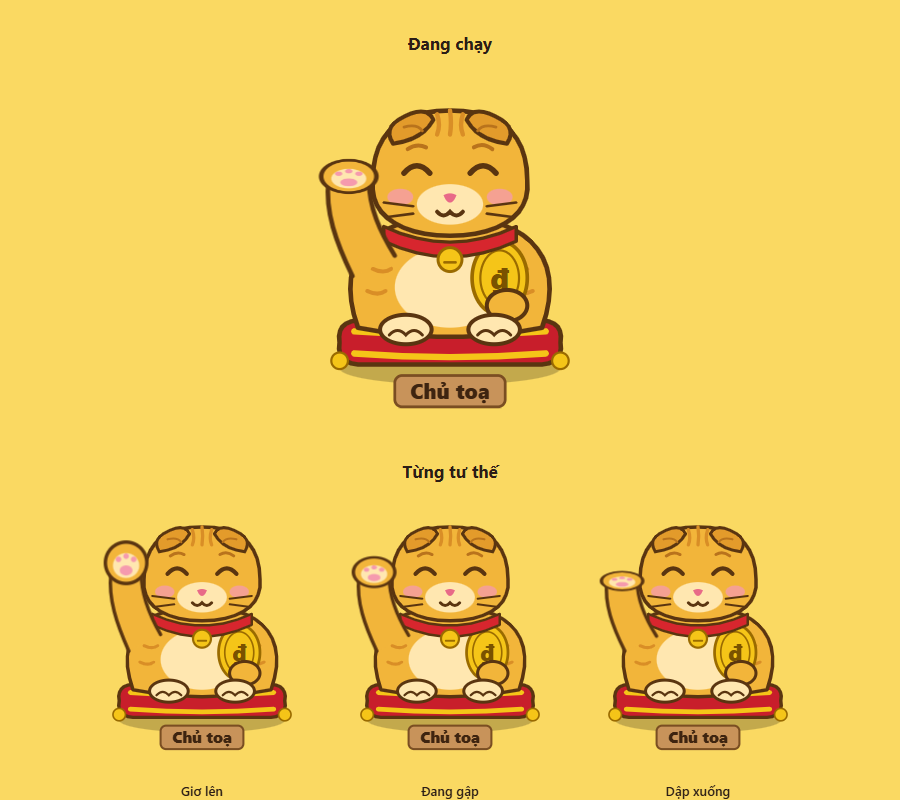 Đang chạy
đ
Chủ toạ
Từng tư thế
đ
đ
đ
Chủ toạ
Chủ toạ
Chủ toạ
Giơ lên
Đang gập
Dập xuống